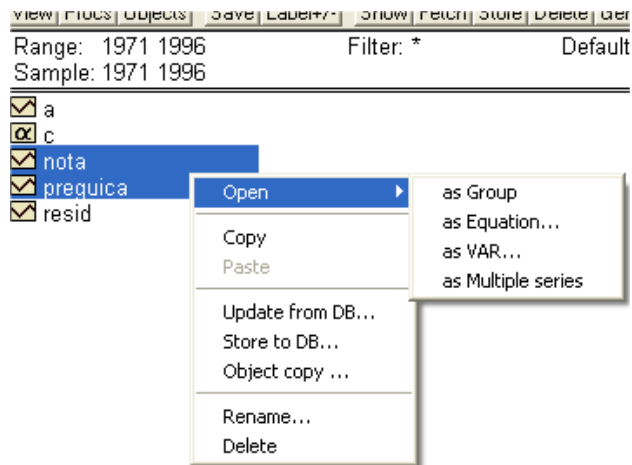 View Procs Objects Save Label+/- Show Fetch Store Delete
Range: 1971 1996 Filter: * Default
Sample: 1971 1996
a
α c
nota
preguica
resid
Open
Copy
Paste
Update from DB...
Store to DB...
Object copy ...
Rename...
Delete
as Group
as Equation...
as VAR...
as Multiple series